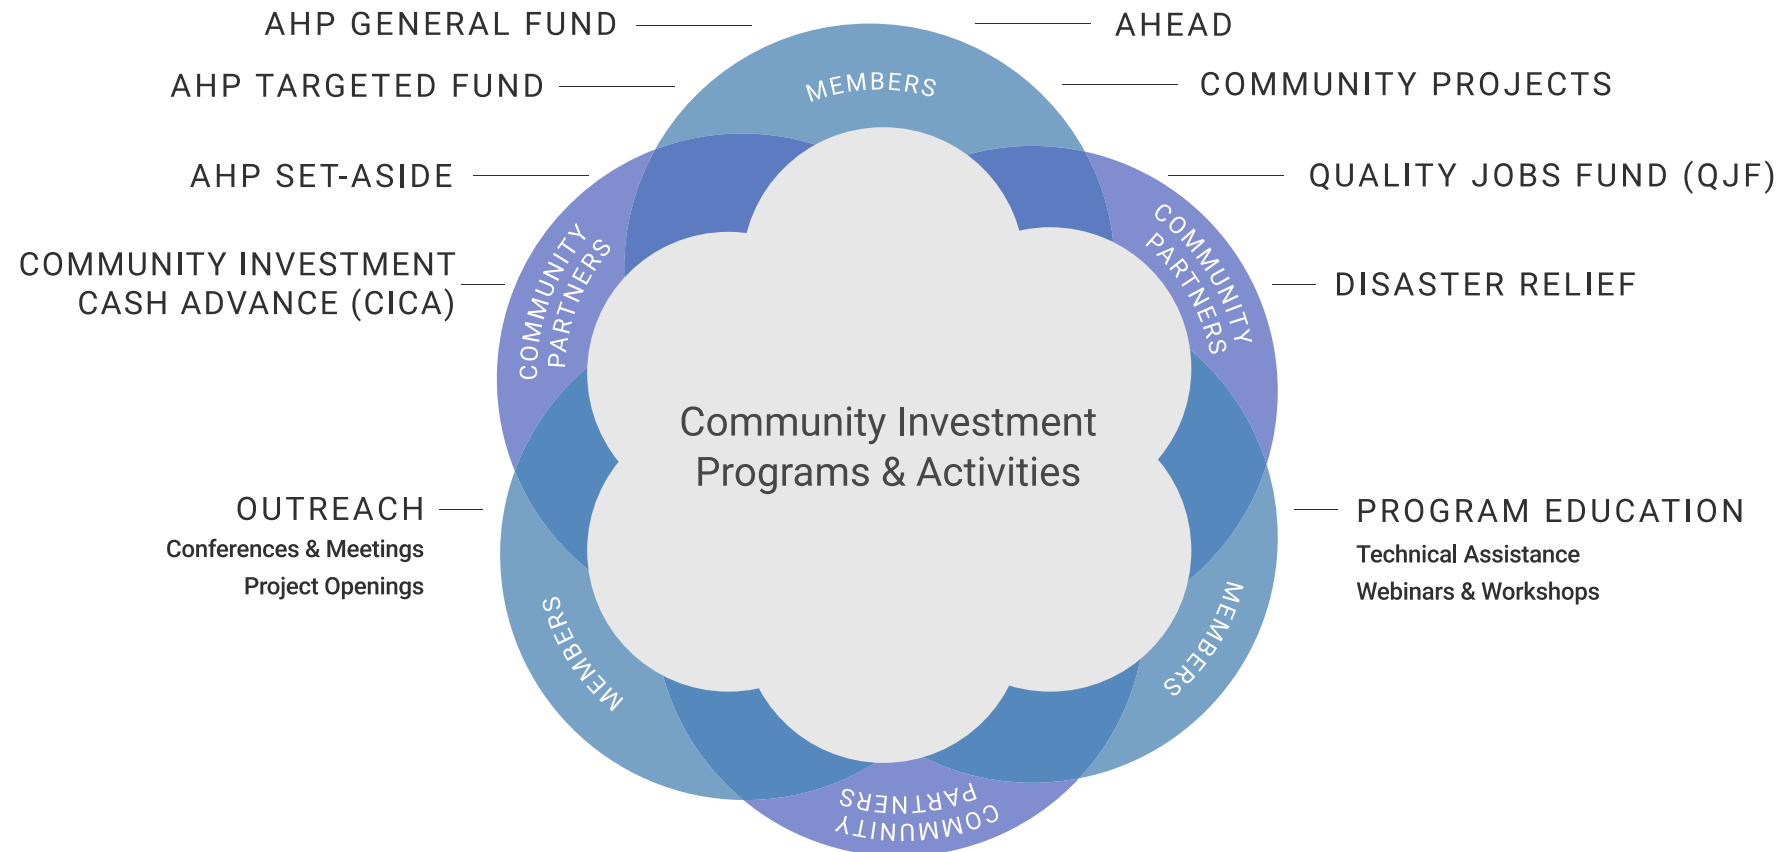 AHP GENERAL FUND
AHEAD
AHP TARGETED FUND
COMMUNITY PROJECTS
MEMBERS
AHP SET-ASIDE
QUALITY JOBS FUND (QJF)
COMMUNITY
PARTNERS
COMMUNITY
PARTNERS
COMMUNITY INVESTMENT
CASH ADVANCE (CICA)
DISASTER RELIEF
Community Investment
Programs & Activities
OUTREACH
Conferences & Meetings
Project Openings
PROGRAM EDUCATION
Technical Assistance
Webinars & Workshops
MEMBERS
MEMBERS
COMMUNITY
PARTNERS